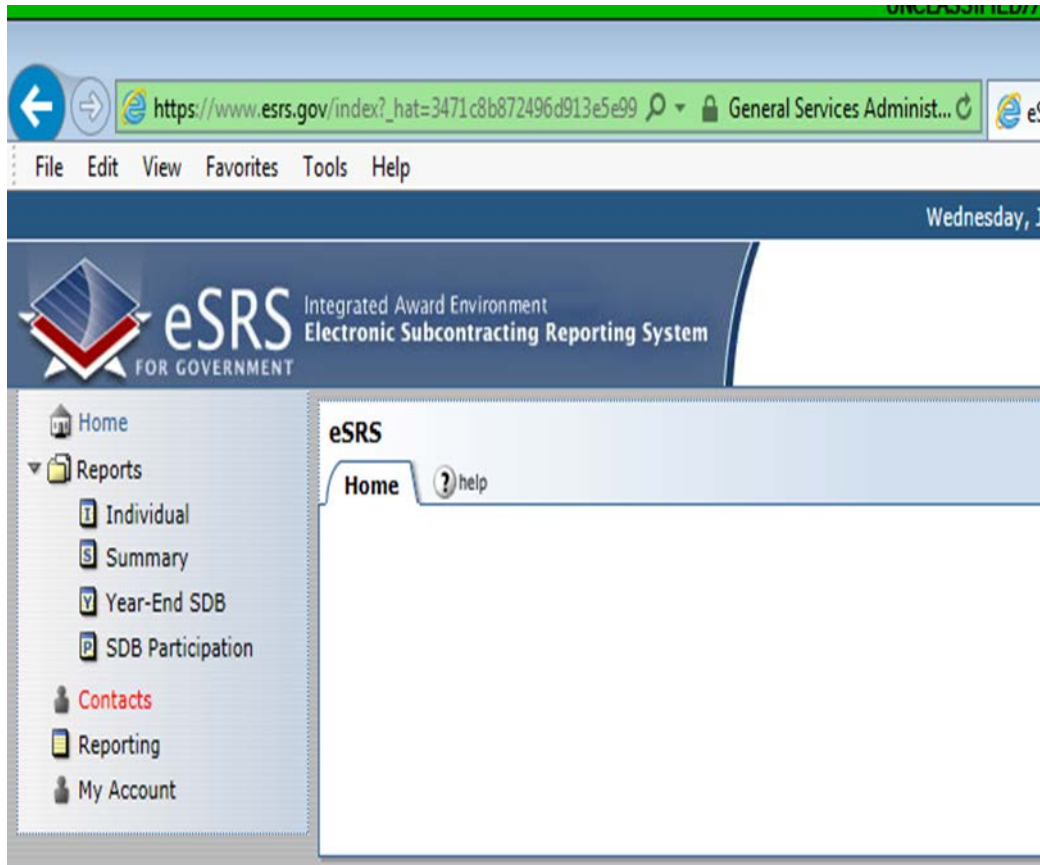 UNCLASSIFIED//
https://www.esrs.gov/index?_hat=3471c8b872496d913e5e99 General Services Administ... eS
File Edit View Favorites Tools Help
Wednesday,
eSRS
FOR GOVERNMENT
Integrated Award Environment
Electronic Subcontracting Reporting System
Home
Reports
I Individual
S Summary
Y Year-End SDB
P SDB Participation
Contacts
Reporting
My Account
eSRS
Home ? help